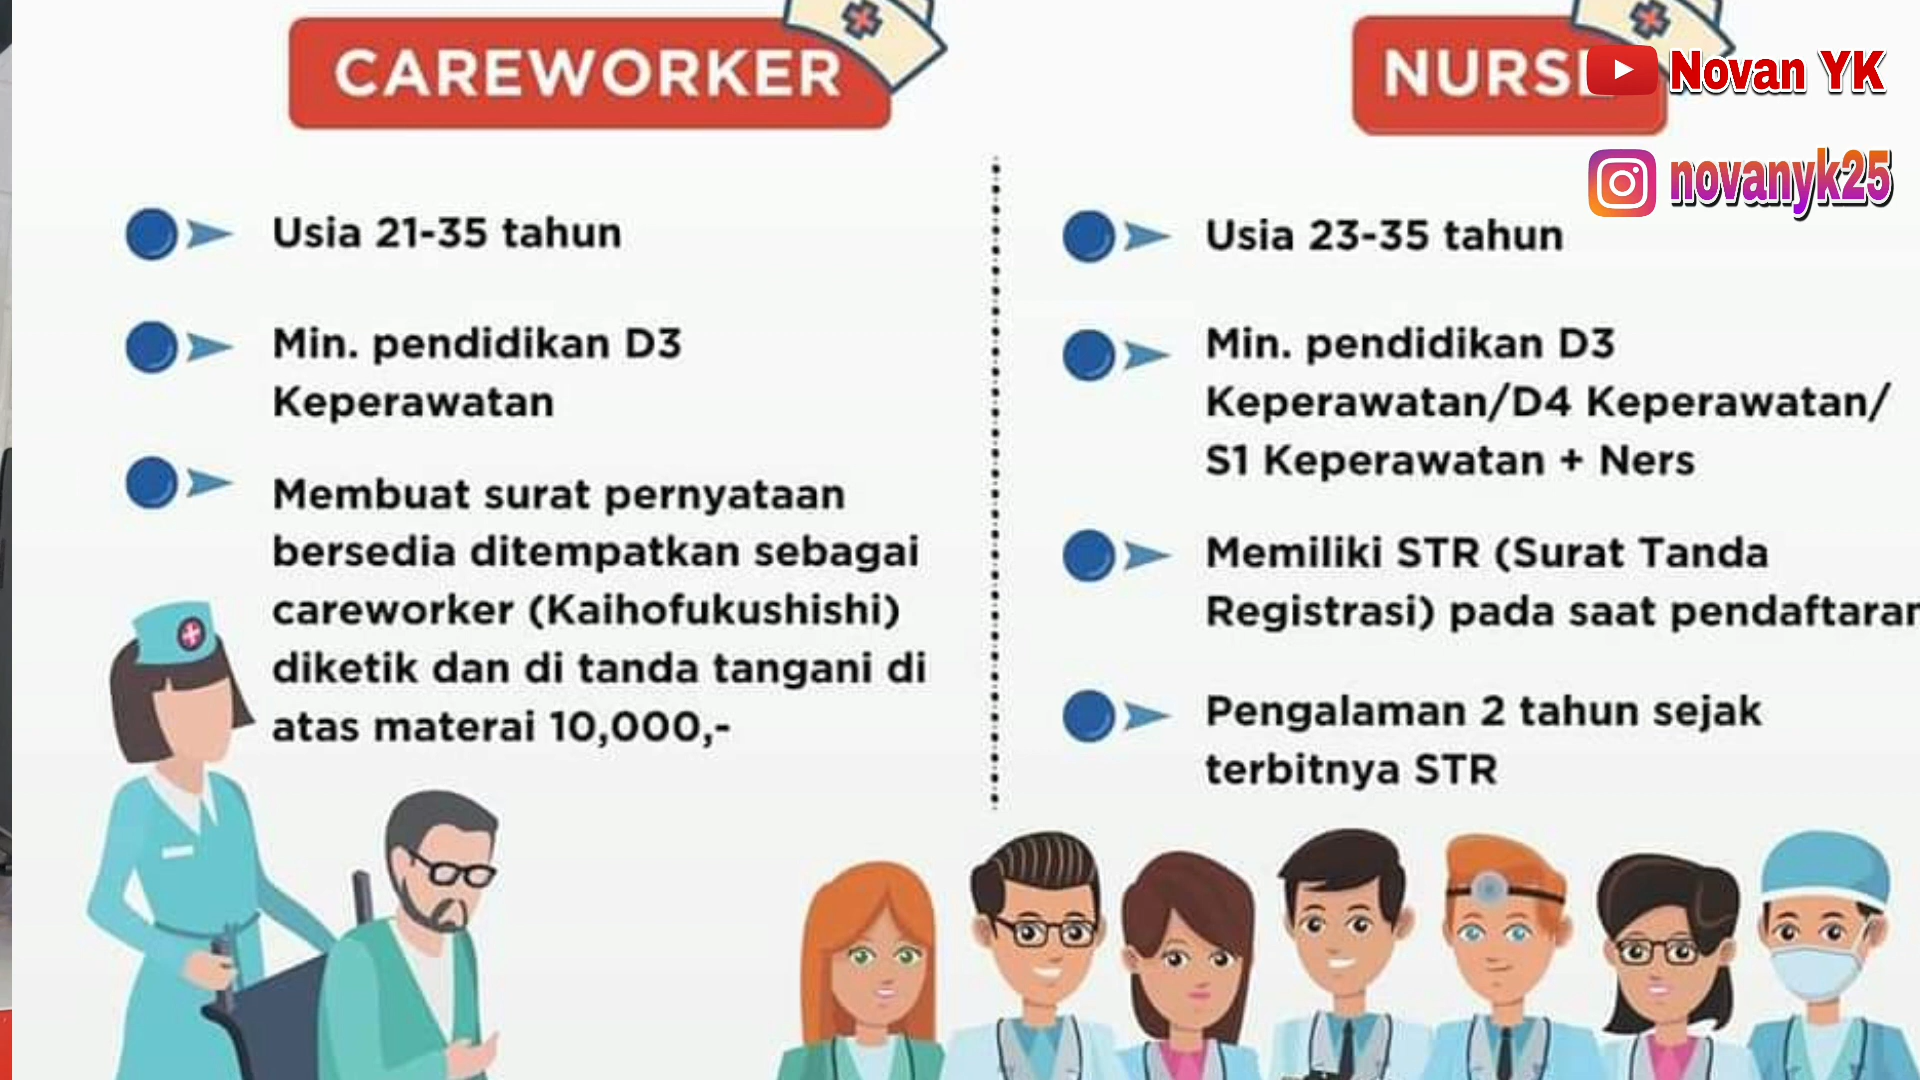 CAREWORKER
Usia 21-35 tahun
Min. pendidikan D3
Keperawatan
Membuat surat pernyataan
bersedia ditempatkan sebagai
careworker (Kaihofukushishi)
diketik dan di tanda tangani di
atas materai 10,000,-
NURSE
Novan YK
novanyk25
Usia 23-35 tahun
Min. pendidikan D3
Keperawatan/D4 Keperawatan/
S1 Keperawatan + Ners
Memiliki STR (Surat Tanda
Registrasi) pada saat pendaftaran
Pengalaman 2 tahun sejak
terbitnya STR